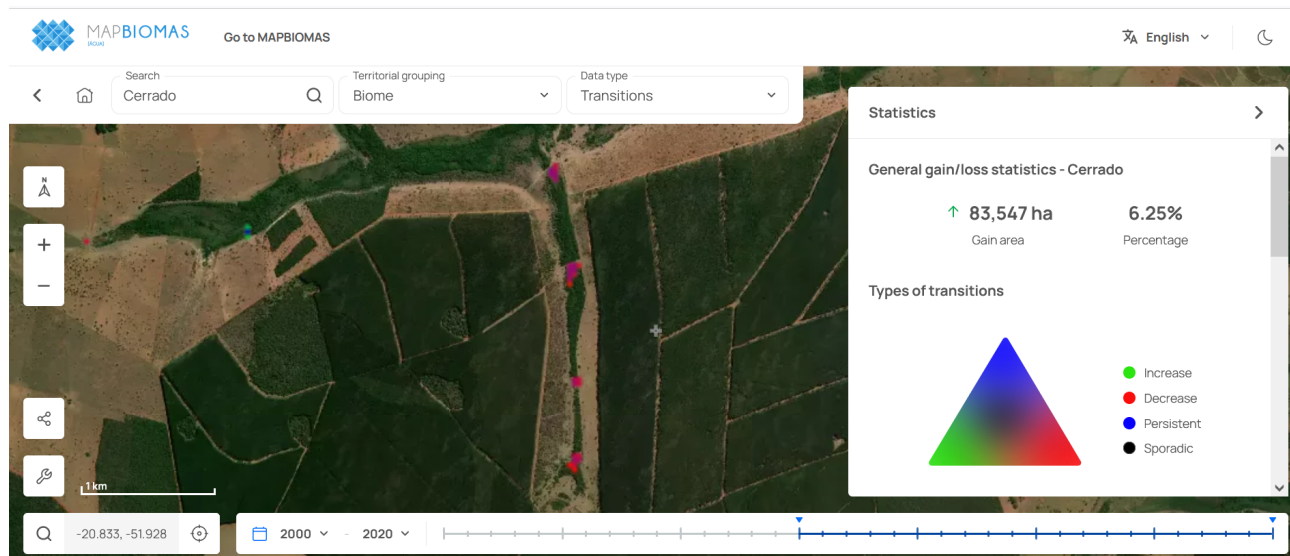 MAPBIOMAS
[AGUA]
Go to MAPBIOMAS
English
Search
Cerrado
Territorial grouping
Biome
Data type
Transitions
N
Statistics
General gain/loss statistics - Cerrado
83,547 ha
Gain area
6.25%
Percentage
Types of transitions
Increase
Decrease
Persistent
Sporadic
1 km
-20.833, -51.928
2000 - 2020